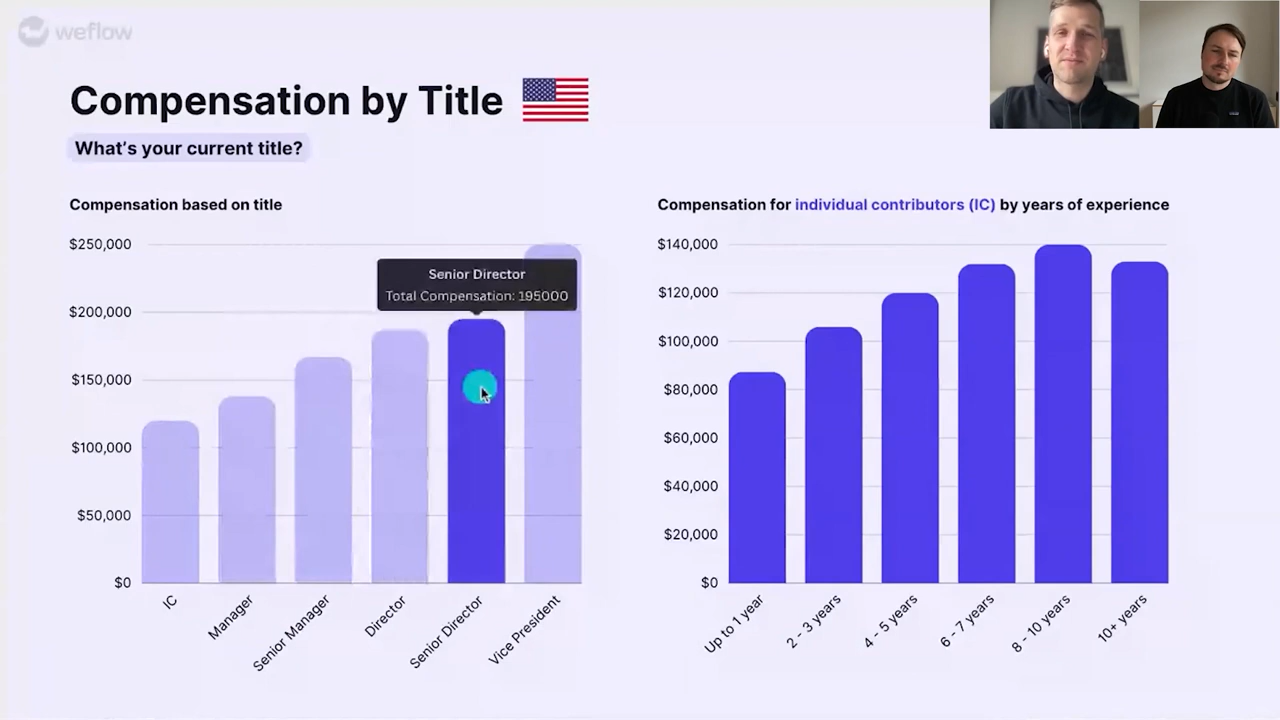 weflow
Compensation by Title
What's your current title?
Compensation based on title
$250,000
$200,000
$150,000
$100,000
$50,000
$0
Senior Director
Total Compensation: 195000
IC
Manager
Senior Manager
Director
Senior Director
Vice President
Compensation for individual contributors (IC) by years of experience
$140,000
$120,000
$100,000
$80,000
$60,000
$40,000
$20,000
$0
Up to 1 year
2 - 3 years
4 - 5 years
6 - 7 years
8 - 10 years
10+ years